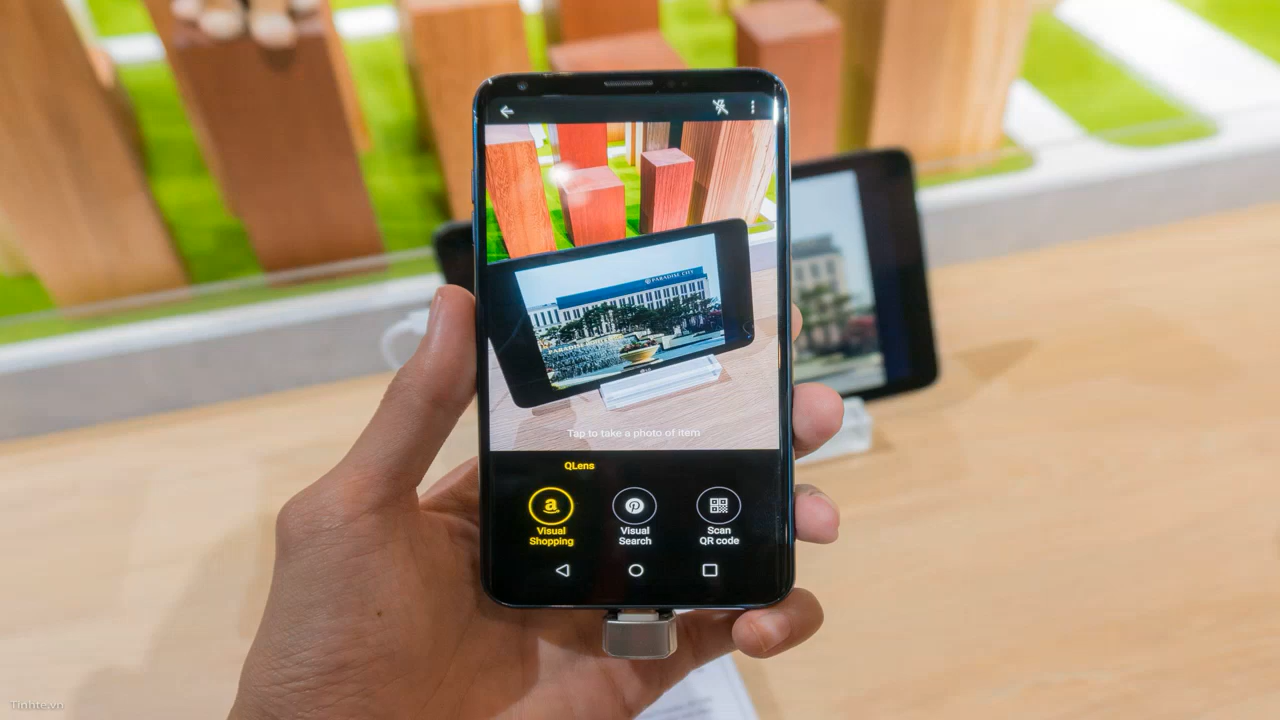 PARADISE CITY
Tap to take a photo of item
QLens
Visual
Shopping
Visual
Search
Scan
QR code
Tinhte.vn